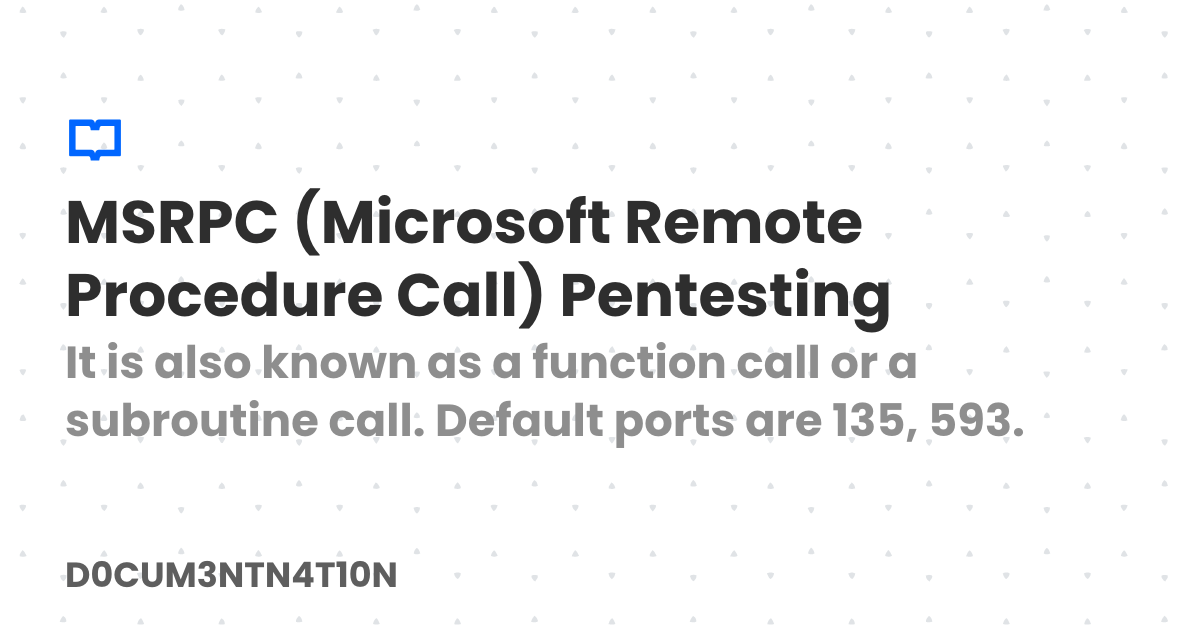 MSRPC (Microsoft Remote
Procedure Call) Pentesting
It is also known as a function call or a
subroutine call. Default ports are 135, 593.
D0CUM3NTN4T10N